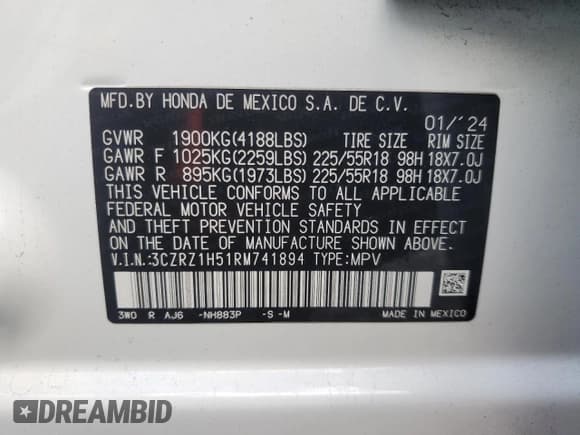 MFD.BY HONDA DE MEXICO S.A. DE C.V.
01/'24
GVWR 1900KG(4188LBS) TIRE SIZE RIM SIZE
GAWR F 1025KG(2259LBS) 225/55R18 98H 18X7.0J
GAWR R 895KG(1973LBS) 225/55R18 98H 18X7.0J
THIS VEHICLE CONFORMS TO ALL APPLICABLE
FEDERAL MOTOR VEHICLE SAFETY
AND THEFT PREVENTION STANDARDS IN EFFECT
ON THE DATE OF MANUFACTURE SHOWN ABOVE.
V.I.N.:3CZRZ1H51RM741894 TYPE:MPV
3W0 R AJ6 -NH883P -S -M MADE IN MEXICO
DREAMBID